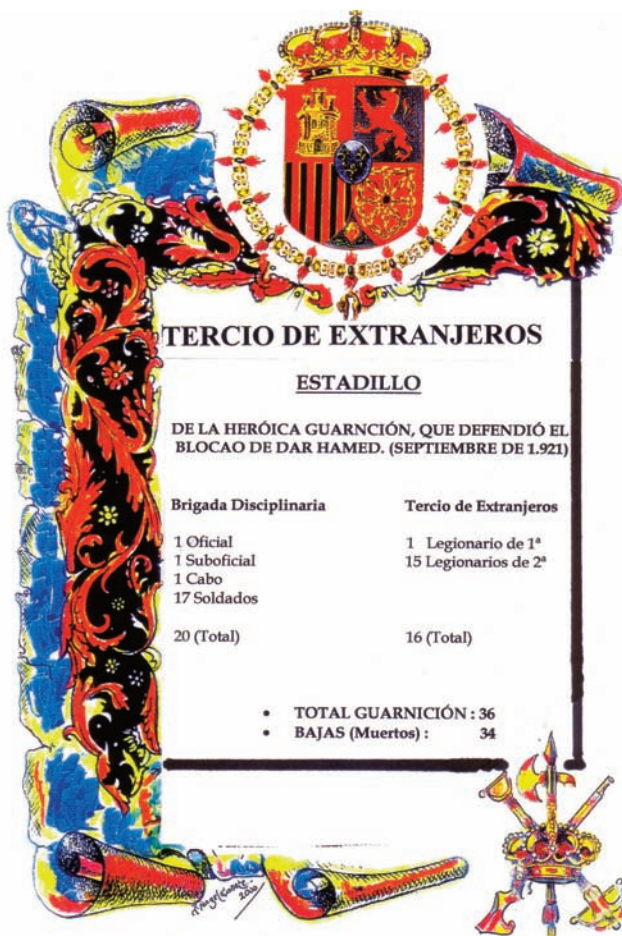 TERCIO DE EXTRANJEROS
ESTADILLO
DE LA HERÓICA GUARNCIÓN, QUE DEFENDIÓ EL
BLOCAO DE DAR HAMED. (SEPTIEMBRE DE 1.921)
Brigada Disciplinaria
1 Oficial
1 Suboficial
1 Cabo
17 Soldados
20 (Total)
Tercio de Extranjeros
1 Legionario de 1ª
15 Legionarios de 2ª
16 (Total)
• TOTAL GUARNICIÓN : 36
• BAJAS (Muertos) : 34
2000